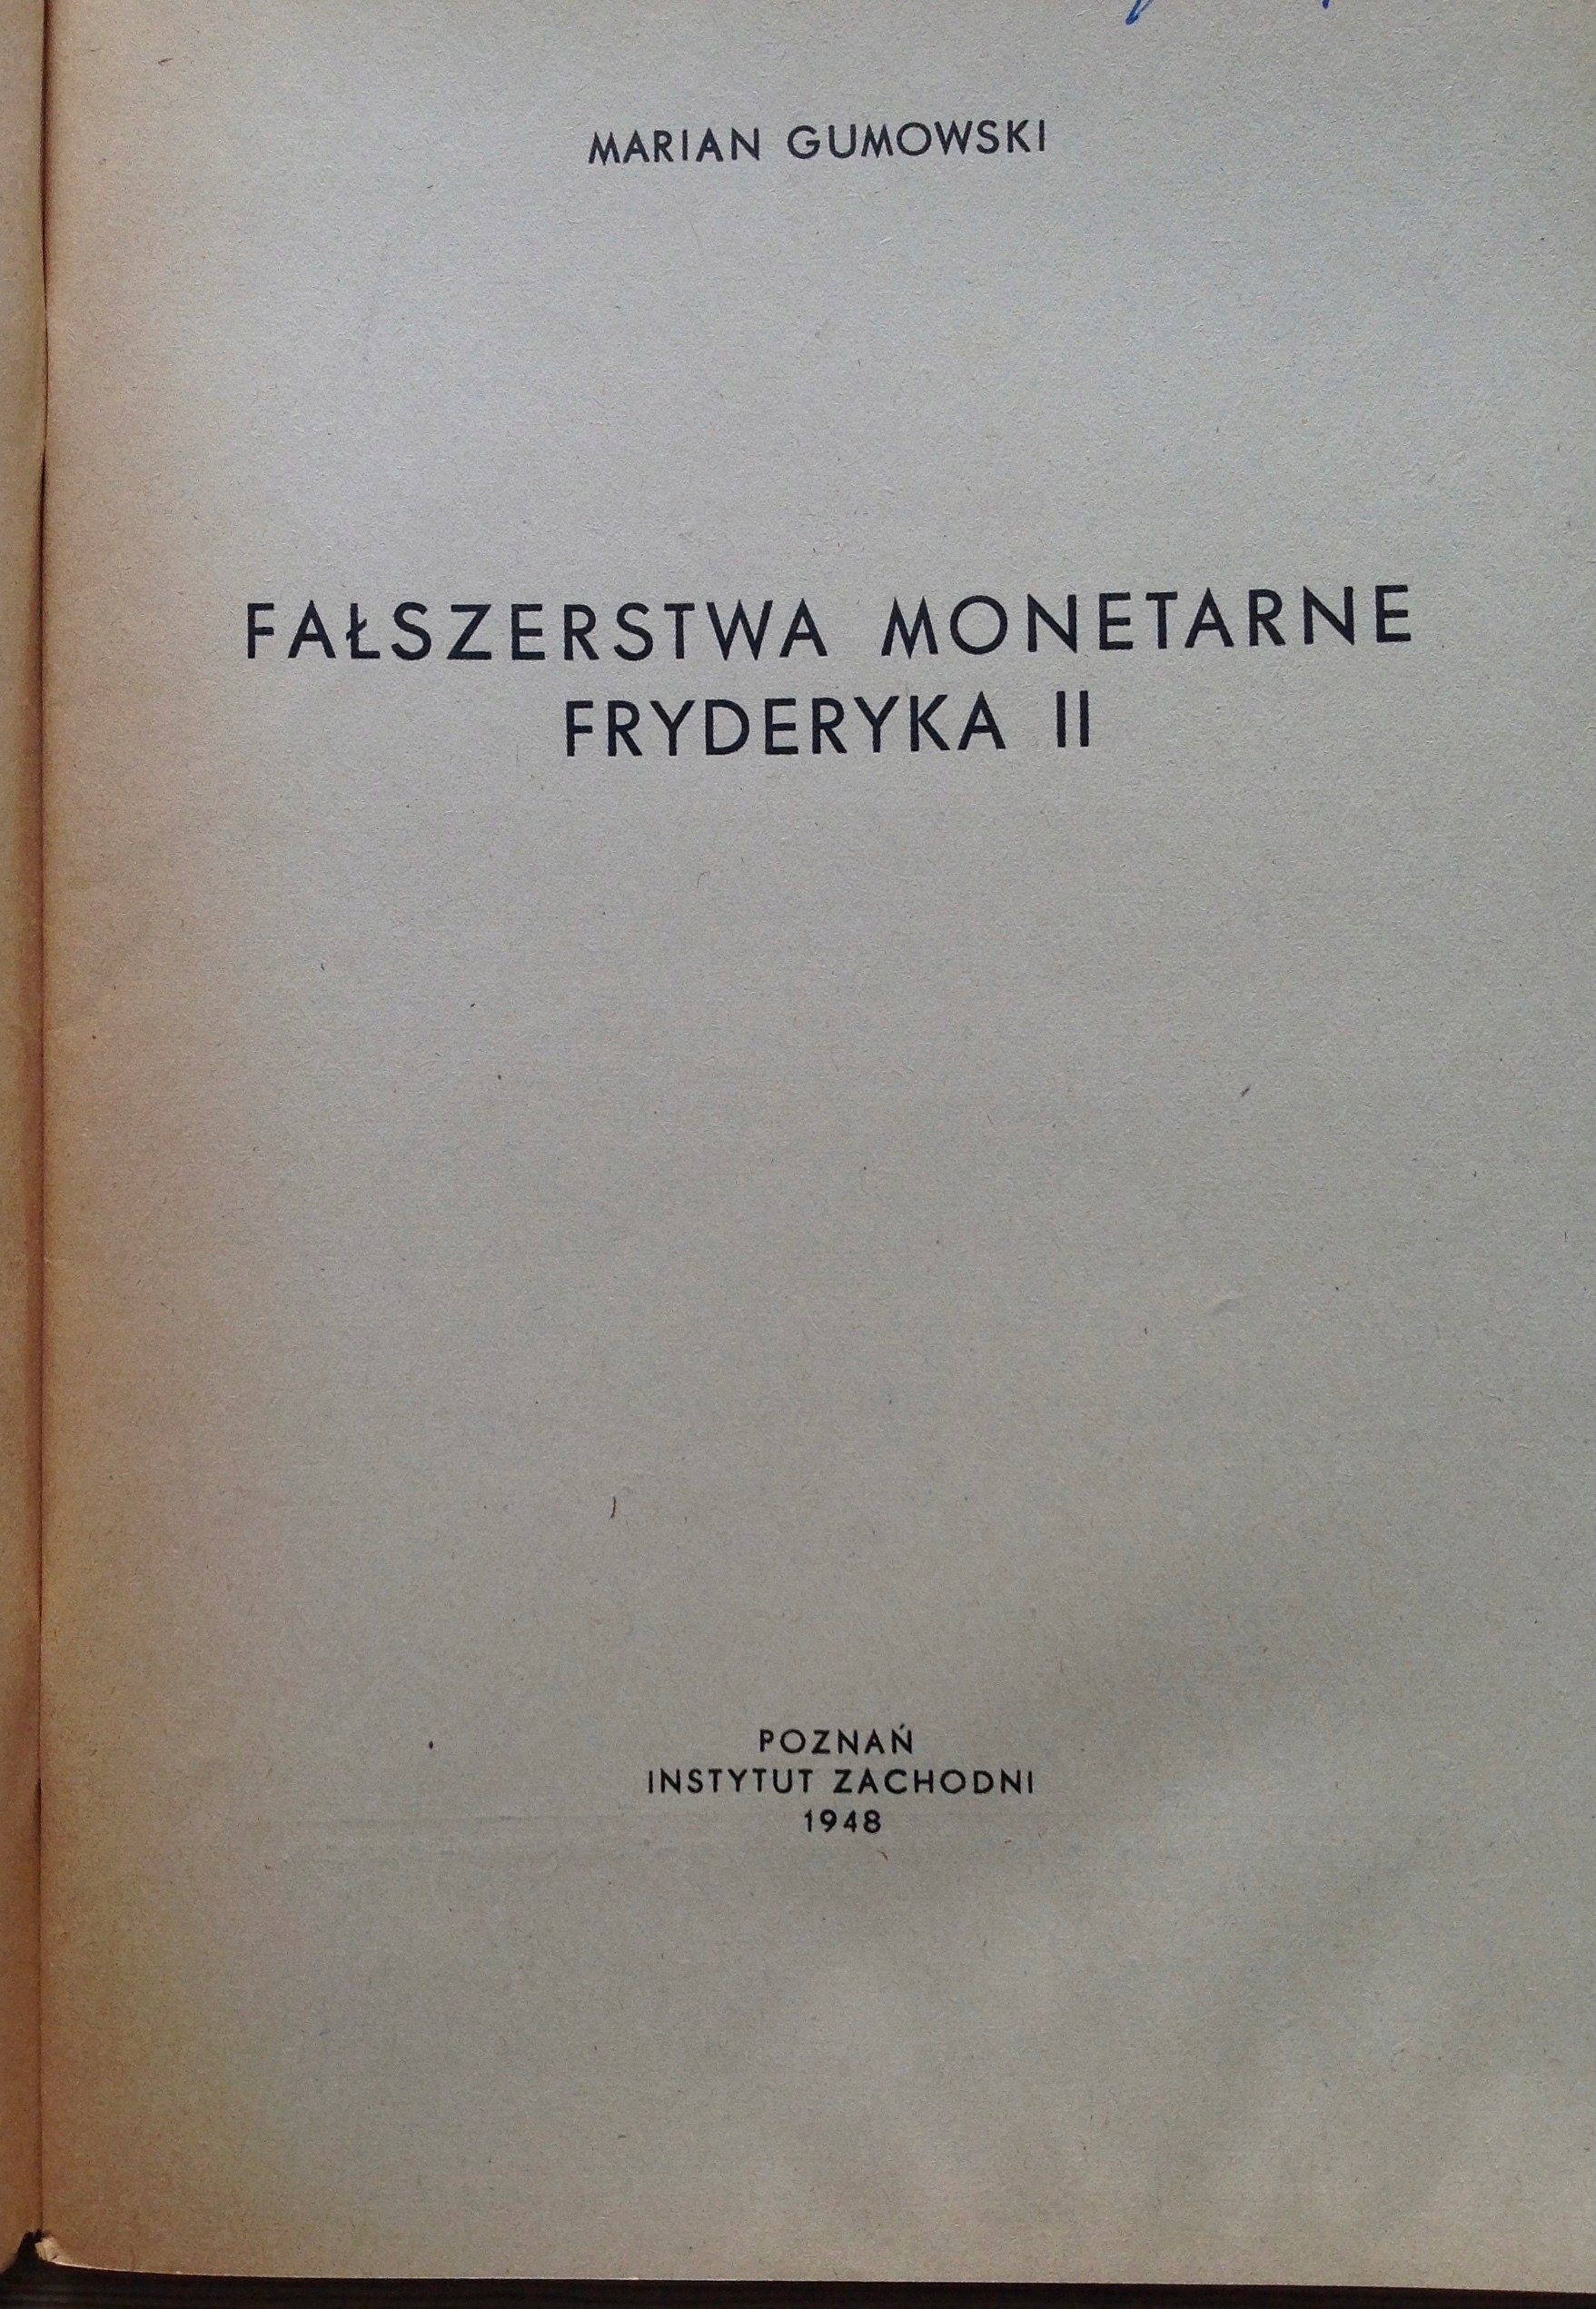 MARIAN GUMOWSKI
FAŁSZERSTWA MONETARNE
FRYDERYKA II
POZNAŃ
INSTYTUT ZACHODNI
1948